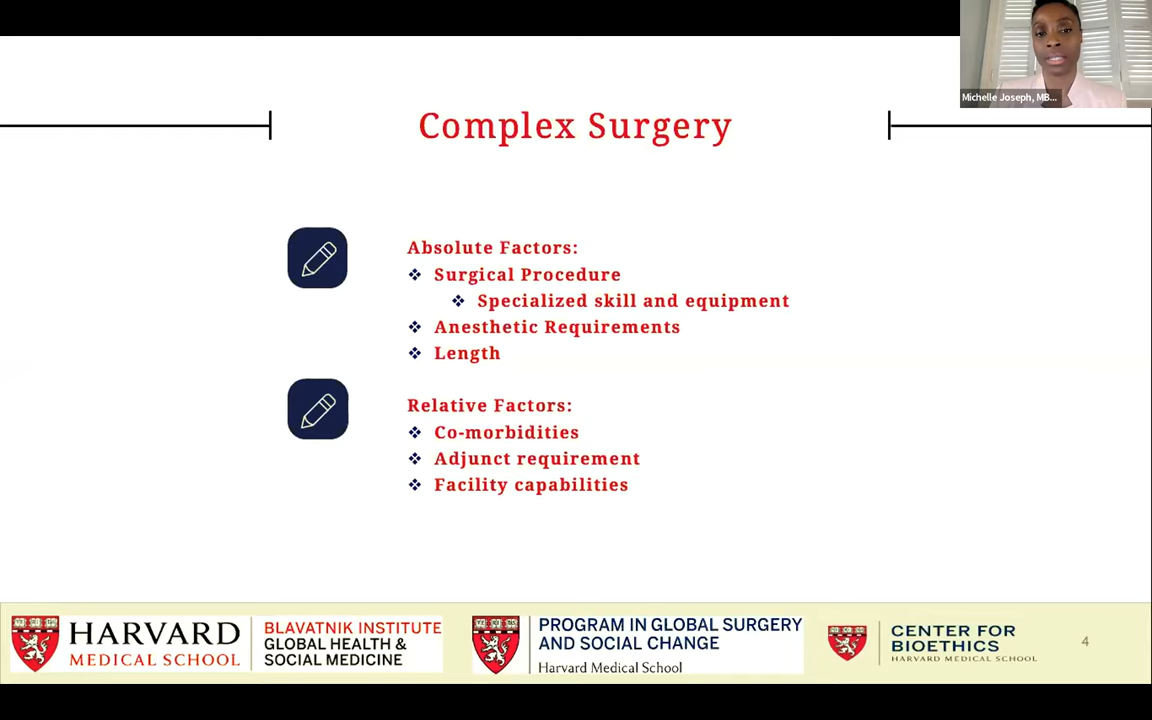 Michelle Joseph, MB...
Complex Surgery
Absolute Factors:
❖ Surgical Procedure
❖ Specialized skill and equipment
❖ Anesthetic Requirements
❖ Length
Relative Factors:
❖ Co-morbidities
❖ Adjunct requirement
❖ Facility capabilities
HARVARD
MEDICAL SCHOOL
BLAVATNIK INSTITUTE
GLOBAL HEALTH &
SOCIAL MEDICINE
PROGRAM IN GLOBAL SURGERY
AND SOCIAL CHANGE
Harvard Medical School
CENTER FOR
BIOETHICS
HARVARD MEDICAL SCHOOL
4